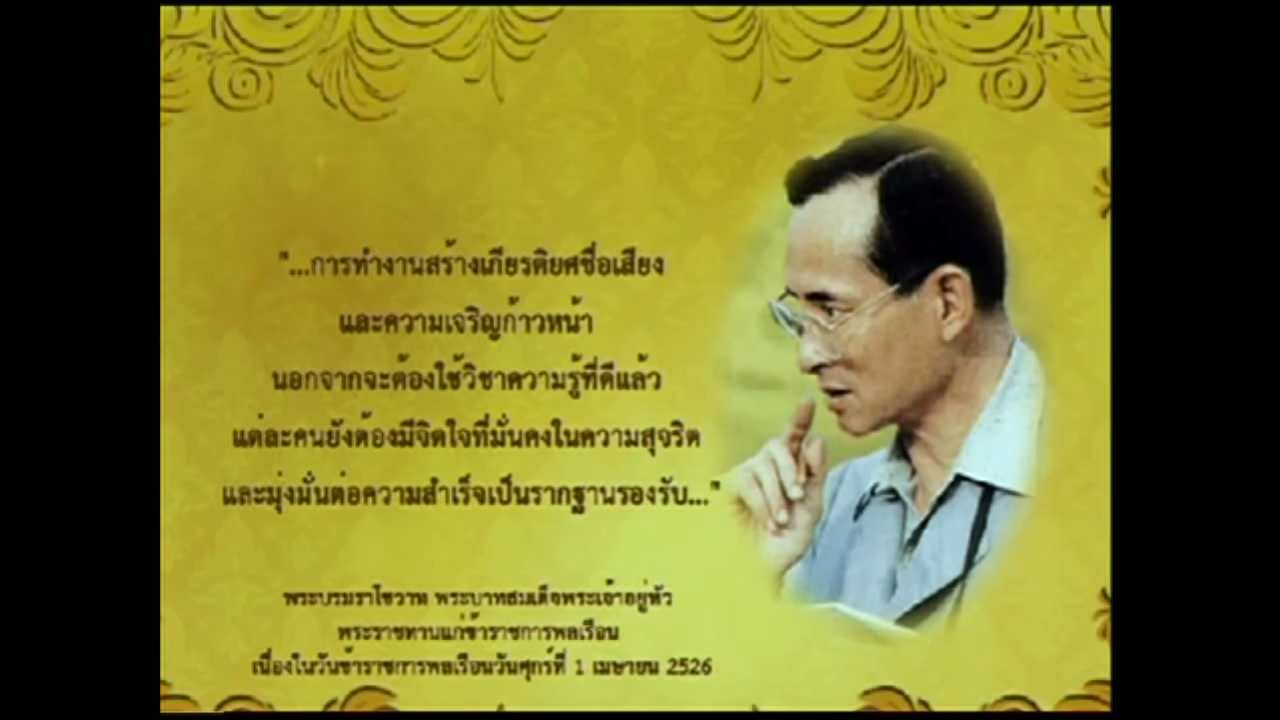 "...การทำงานสร้างเกียรติยศชื่อเสียง
และความเจริญก้าวหน้า
นอกจากจะต้องใช้วิชาความรู้ที่ดีแล้ว
แต่ละคนยังต้องมีจิตใจที่มั่นคงในความสุจริต
และมุ่งมั่นต่อความสำเร็จเป็นรากฐานรองรับ..."
พระบรมราโชวาท พระบาทสมเด็จพระเจ้าอยู่หัว
พระราชทานแก่ข้าราชการพลเรือน
เนื่องในวันข้าราชการพลเรือนวันศุกร์ที่ 1 เมษายน 2526